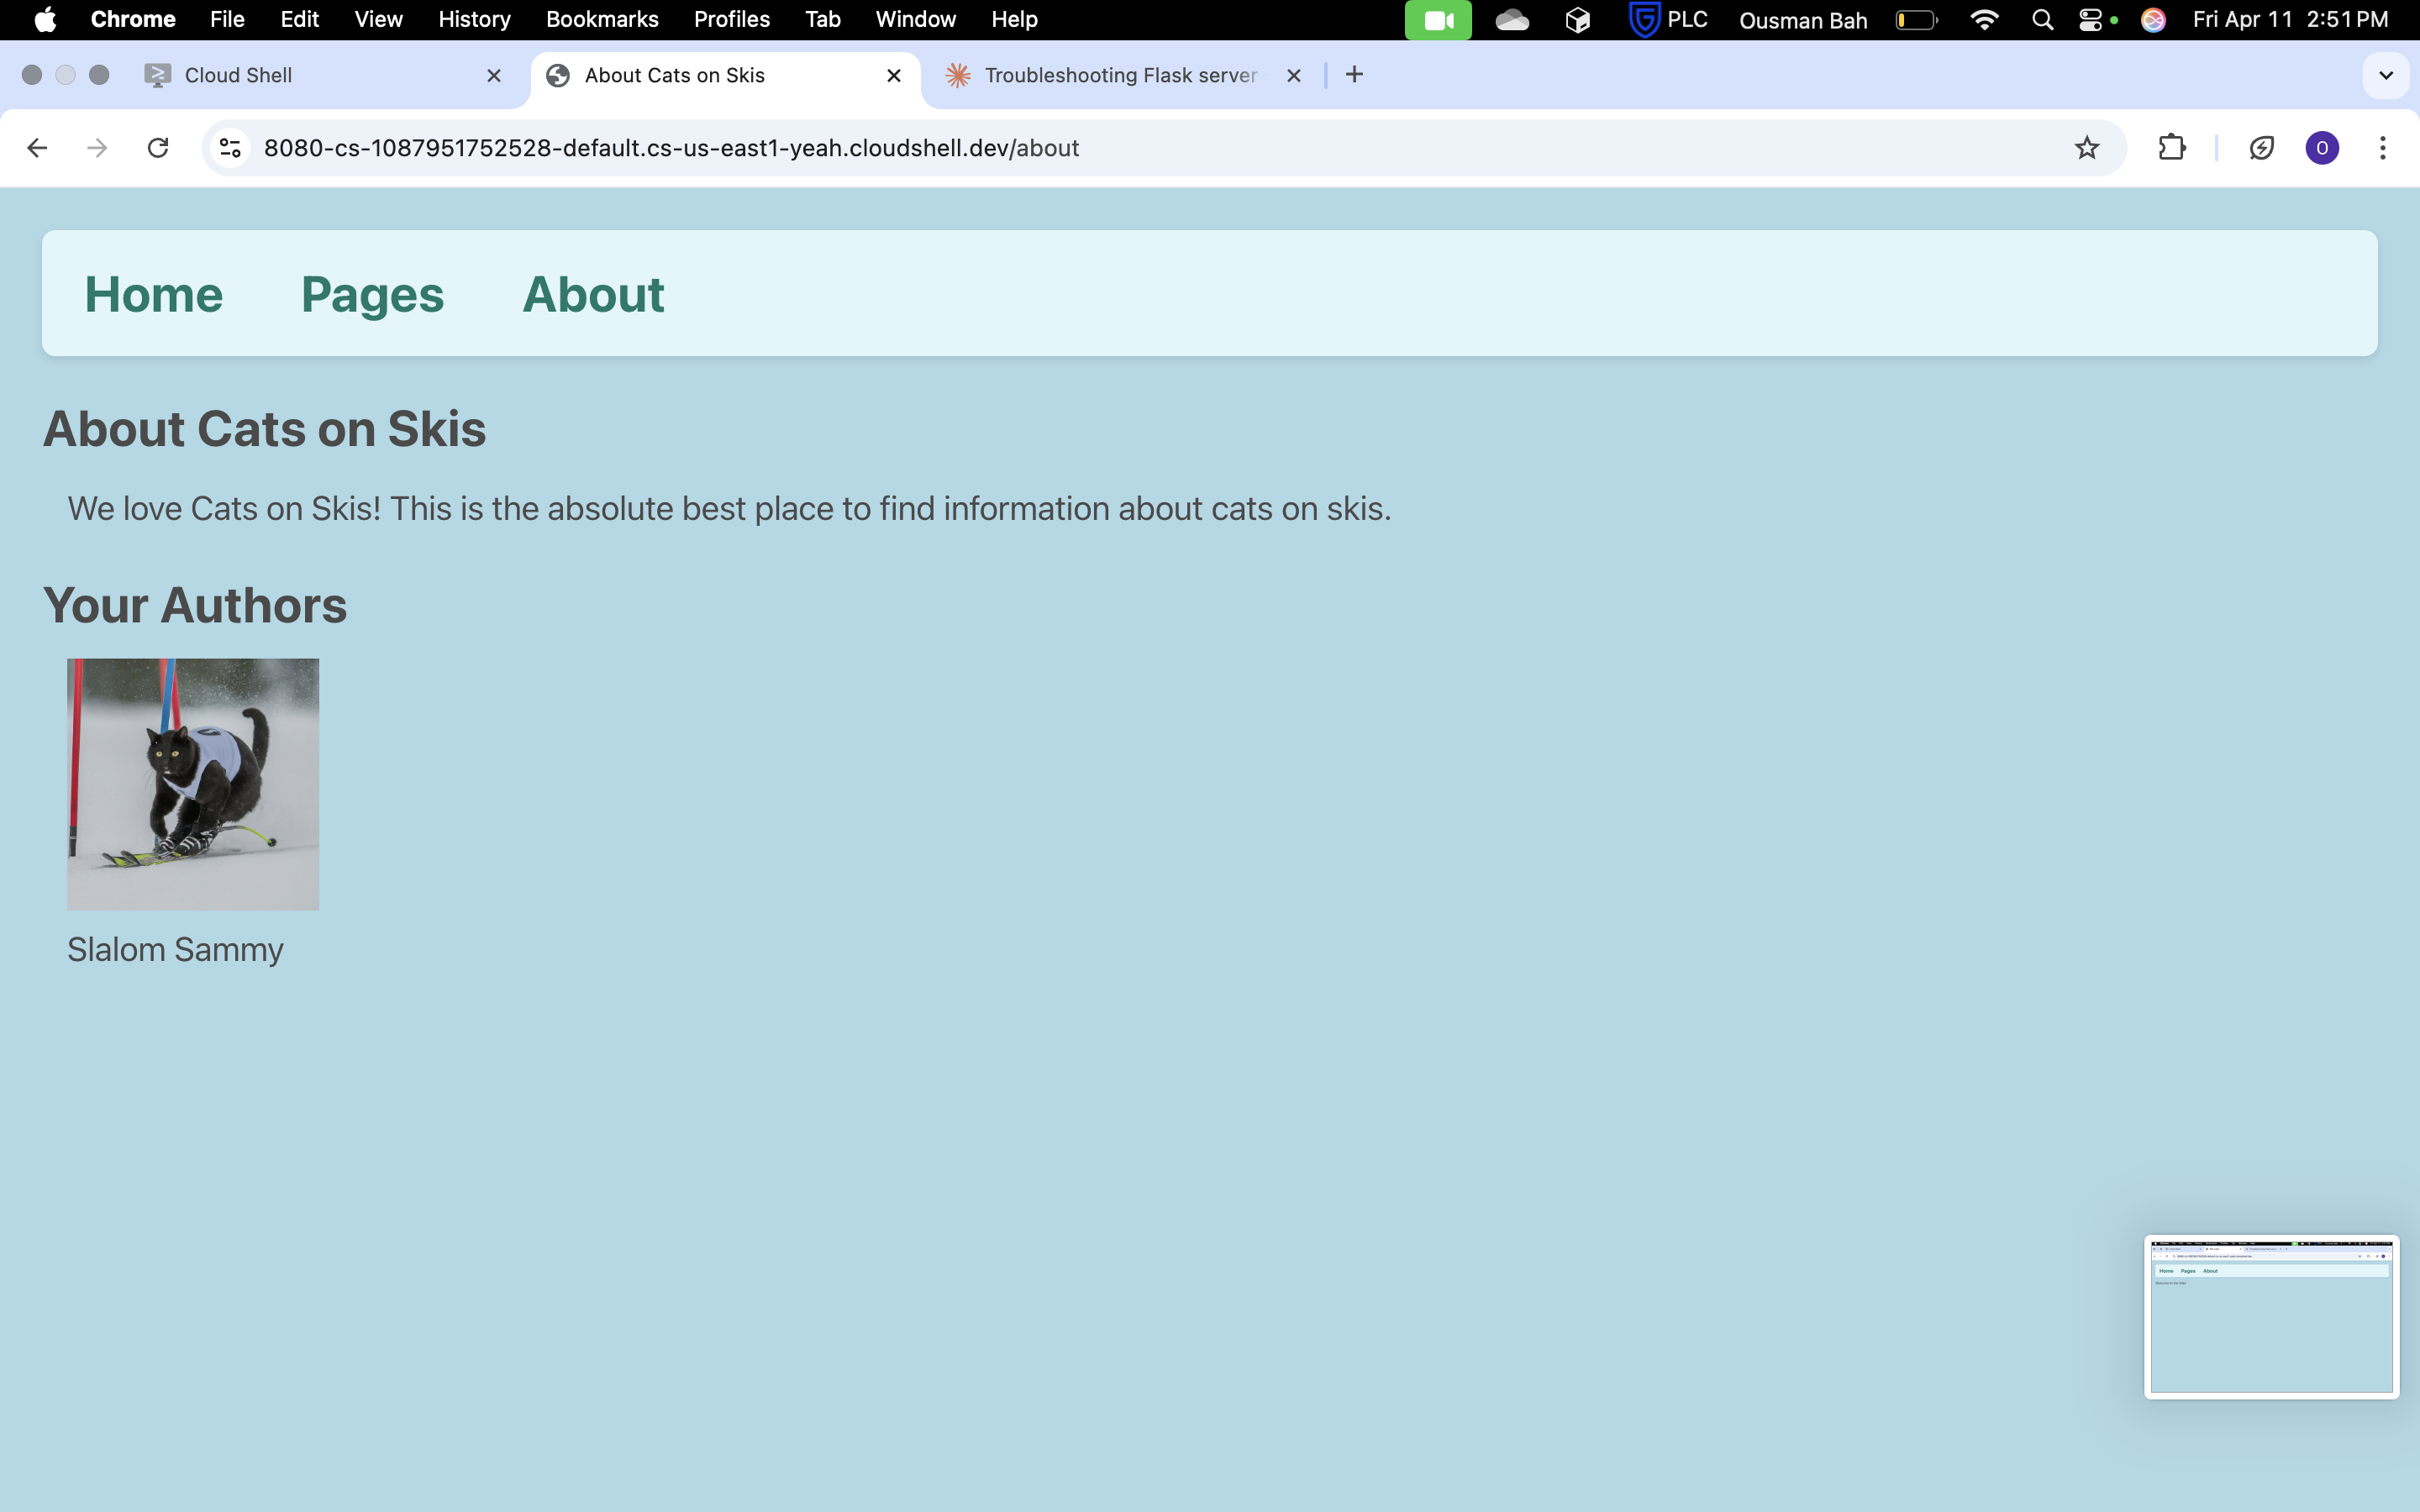 Chrome File Edit View History Bookmarks Profiles Tab Window Help PLC Ousman Bah Fri Apr 11 2:51 PM
Cloud Shell About Cats on Skis Troubleshooting Flask server
8080-cs-1087951752528-default.cs-us-east1-yeah.cloudshell.dev/about O
Home Pages About
About Cats on Skis
We love Cats on Skis! This is the absolute best place to find information about cats on skis.
Your Authors
Slalom Sammy
Home Pages About